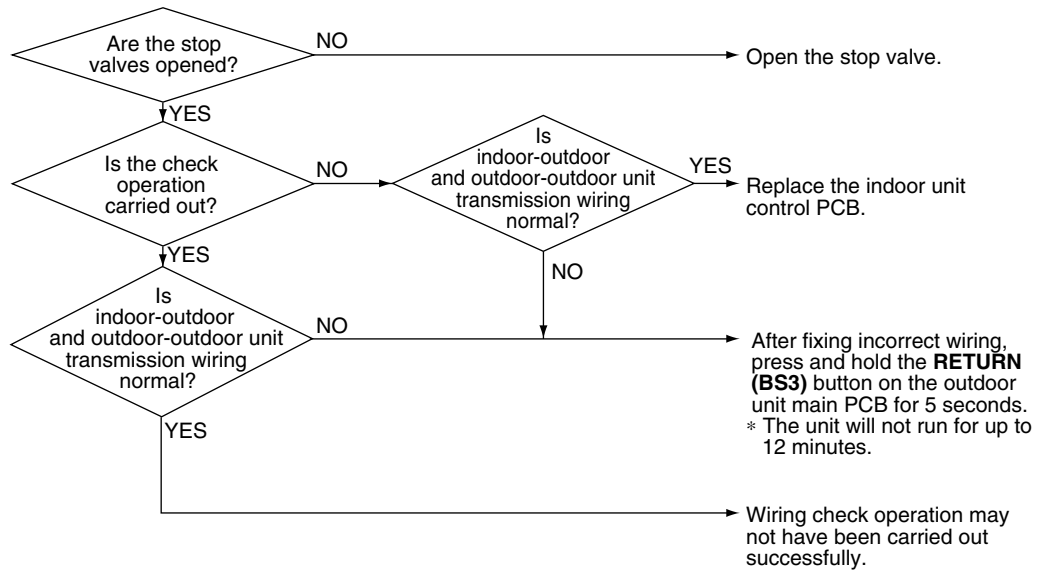 Are the stop
valves opened?
NO
Open the stop valve.
YES
Is the check
operation
carried out?
NO
Is
indoor-outdoor
and outdoor-outdoor unit
transmission wiring
normal?
YES
Replace the indoor unit
control PCB.
YES
NO
Is
indoor-outdoor
and outdoor-outdoor unit
transmission wiring
normal?
NO
After fixing incorrect wiring,
press and hold the RETURN
(BS3) button on the outdoor
unit main PCB for 5 seconds.
* The unit will not run for up to
12 minutes.
YES
Wiring check operation may
not have been carried out
successfully.